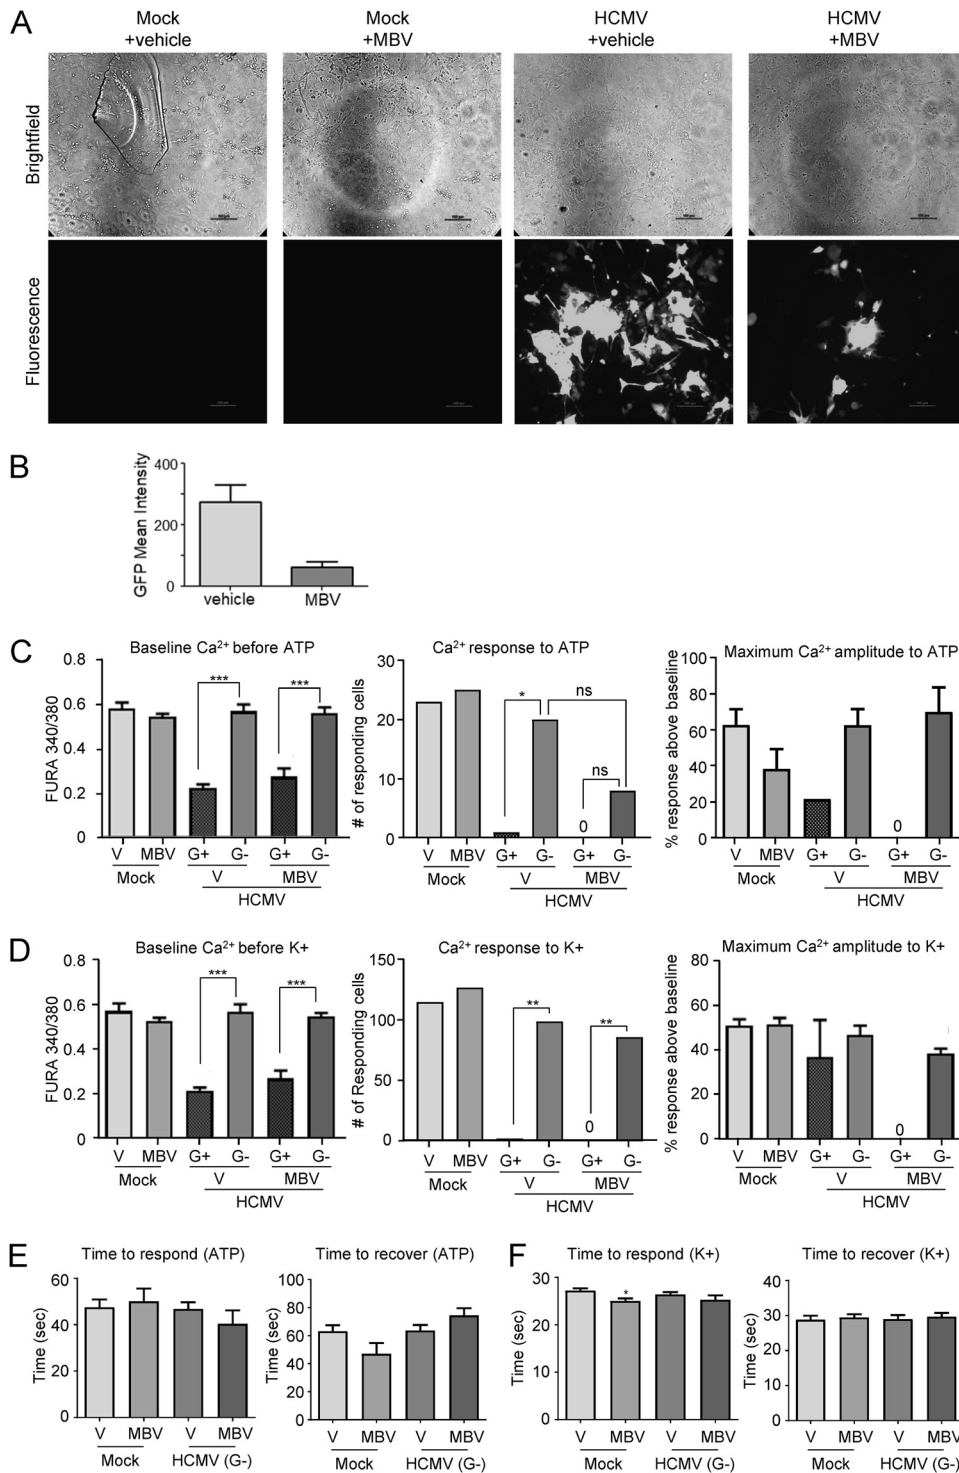 A
Mock
+vehicle
Mock
+MBV
HCMV
+vehicle
HCMV
+MBV
Brightfield
Fluorescence
B
GFP Mean Intensity
400
200
0
vehicle MBV
C
Baseline Ca²⁺ before ATP
FURA 340/380
0.8
0.6
0.4
0.2
0
*** ***
V MBV G+ G- G+ G-
Mock V MBV
HCMV
Ca²⁺ response to ATP
# of responding cells
30
20
10
0
* ns
ns
0
V MBV G+ G- G+ G-
Mock V MBV
HCMV
Maximum Ca²⁺ amplitude to ATP
% response above baseline
100
80
60
40
20
0
0
V MBV G+ G- G+ G-
Mock V MBV
HCMV
D
Baseline Ca²⁺ before K+
FURA 340/380
0.8
0.6
0.4
0.2
0
*** ***
V MBV G+ G- G+ G-
Mock V MBV
HCMV
Ca²⁺ response to K+
# of Responding cells
150
100
50
0
** **
0
V MBV G+ G- G+ G-
Mock V MBV
HCMV
Maximum Ca²⁺ amplitude to K+
% response above baseline
80
60
40
20
0
0
V MBV G+ G- G+ G-
Mock V MBV
HCMV
E
Time to respond (ATP)
Time (sec)
60
40
20
0
V MBV V MBV
Mock HCMV (G-)
Time to recover (ATP)
Time (sec)
100
80
60
40
20
0
V MBV V MBV
Mock HCMV (G-)
F
Time to respond (K+)
Time (sec)
30
20
10
0
*
V MBV V MBV
Mock HCMV (G-)
Time to recover (K+)
Time (sec)
40
30
20
10
0
V MBV V MBV
Mock HCMV (G-)